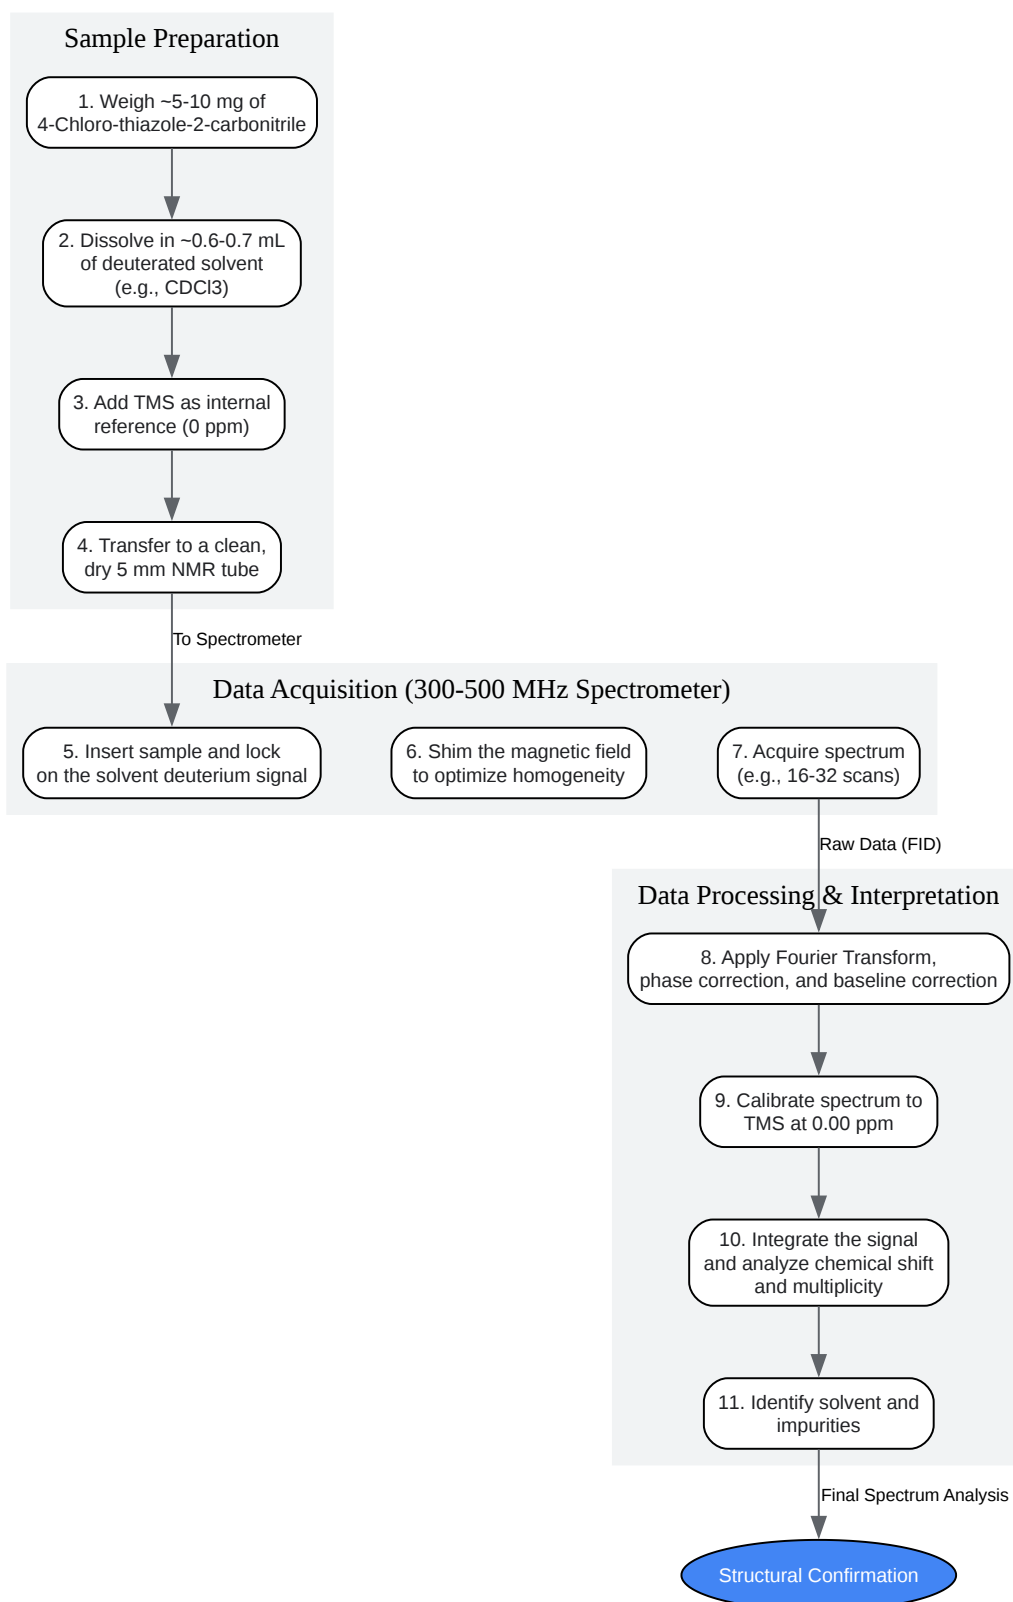 Sample Preparation
1. Weigh ~5-10 mg of
4-Chloro-thiazole-2-carbonitrile
2. Dissolve in ~0.6-0.7 mL
of deuterated solvent
(e.g., CDCl3)
3. Add TMS as internal
reference (0 ppm)
4. Transfer to a clean,
dry 5 mm NMR tube
To Spectrometer
Data Acquisition (300-500 MHz Spectrometer)
5. Insert sample and lock
on the solvent deuterium signal
6. Shim the magnetic field
to optimize homogeneity
7. Acquire spectrum
(e.g., 16-32 scans)
Raw Data (FID)
Data Processing & Interpretation
8. Apply Fourier Transform,
phase correction, and baseline correction
9. Calibrate spectrum to
TMS at 0.00 ppm
10. Integrate the signal
and analyze chemical shift
and multiplicity
11. Identify solvent and
impurities
Final Spectrum Analysis
Structural Confirmation